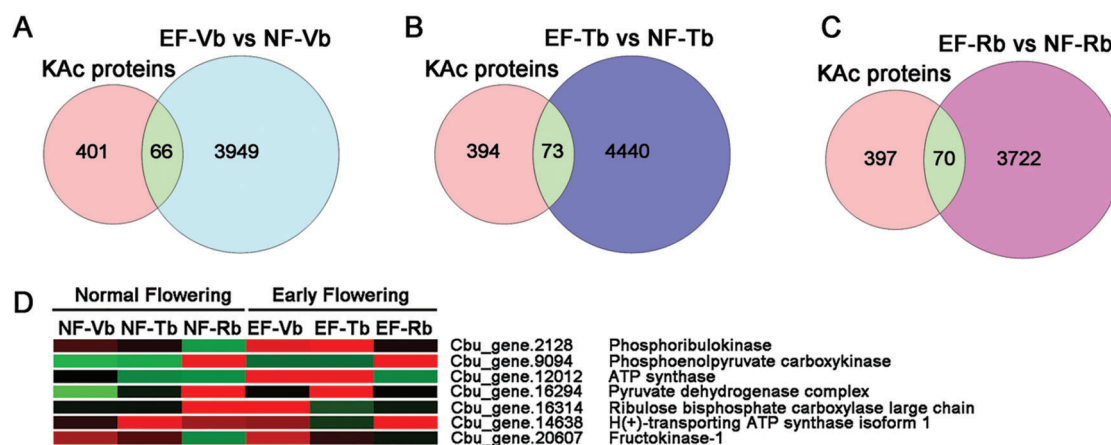 A
EF-Vb vs NF-Vb
KAc proteins
401
66
3949
B
EF-Tb vs NF-Tb
KAc proteins
394
73
4440
C
EF-Rb vs NF-Rb
KAc proteins
397
70
3722
D
Normal Flowering Early Flowering
NF-Vb NF-Tb NF-Rb EF-Vb EF-Tb EF-Rb
Cbu_gene.2128 Phosphoribulokinase
Cbu_gene.9094 Phosphoenolpyruvate carboxykinase
Cbu_gene.12012 ATP synthase
Cbu_gene.16294 Pyruvate dehydrogenase complex
Cbu_gene.16314 Ribulose bisphosphate carboxylase large chain
Cbu_gene.14638 H(+)-transporting ATP synthase isoform 1
Cbu_gene.20607 Fructokinase-1